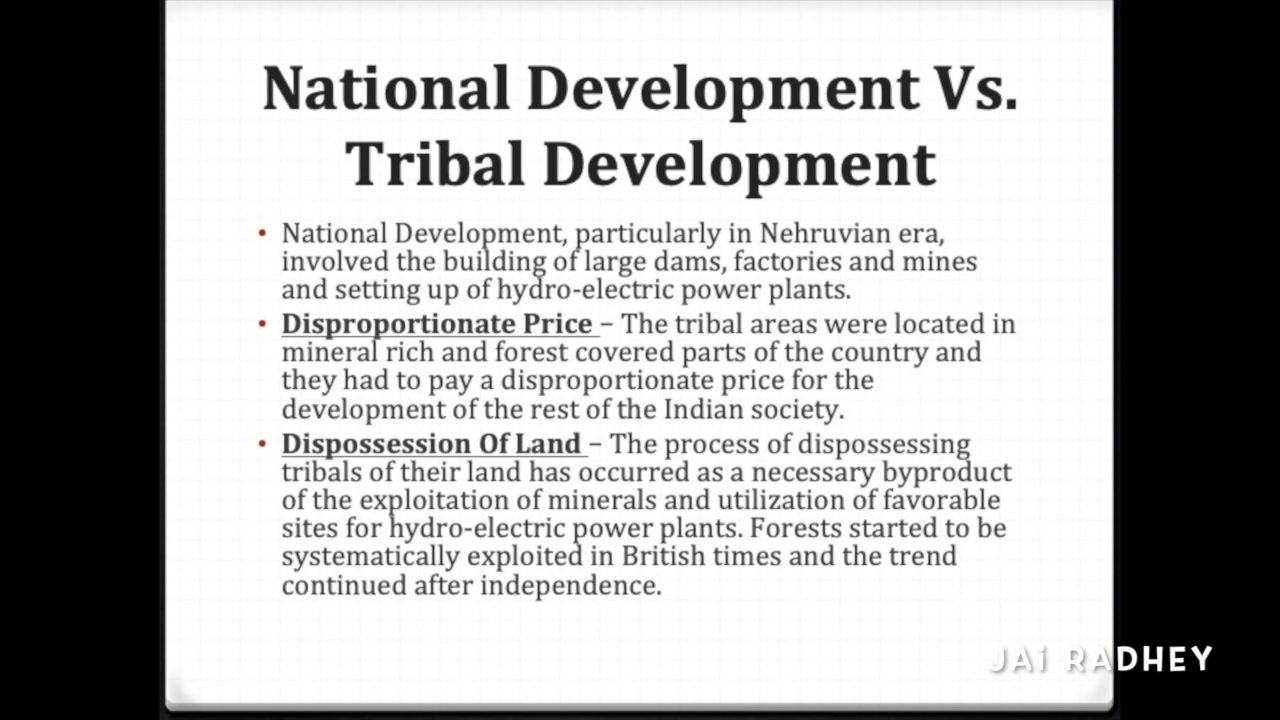 National Development Vs.
Tribal Development
• National Development, particularly in Nehruvian era,
involved the building of large dams, factories and mines
and setting up of hydro-electric power plants.
• Disproportionate Price – The tribal areas were located in
mineral rich and forest covered parts of the country and
they had to pay a disproportionate price for the
development of the rest of the Indian society.
• Dispossession Of Land – The process of dispossessing
tribals of their land has occurred as a necessary byproduct
of the exploitation of minerals and utilization of favorable
sites for hydro-electric power plants. Forests started to be
systematically exploited in British times and the trend
continued after independence.
JAi RADHEY